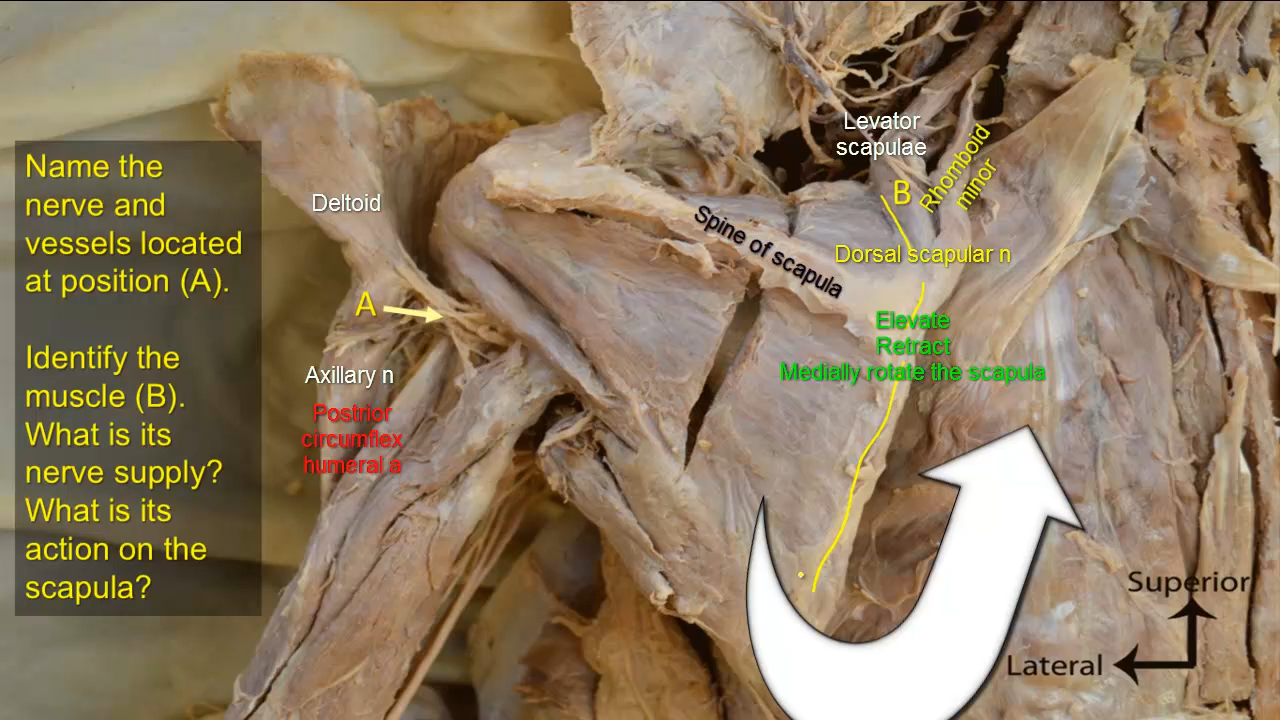 Name the
nerve and
vessels located
at position (A).
Identify the
muscle (B).
What is its
nerve supply?
What is its
action on the
scapula?
Deltoid
A
Axillary n
Postrior
circumflex
humeral a
Spine of scapula
Levator
scapulae
B
Rhomboid
minor
Dorsal scapular n
Elevate
Retract
Medially rotate the scapula
Superior
Lateral